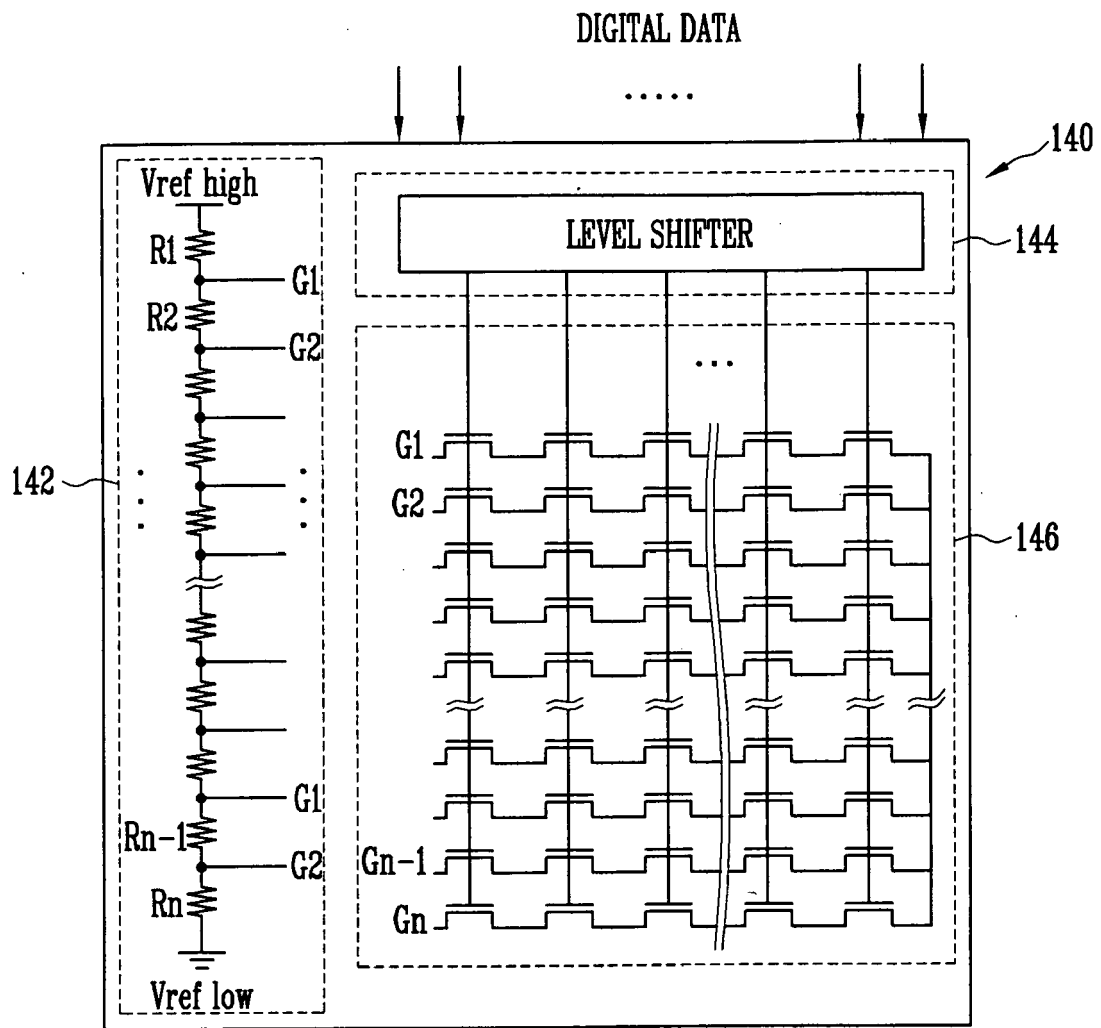 DIGITAL DATA
.....
140
Vref high
R1
G1
R2
G2
142
LEVEL SHIFTER
144
...
G1
G2
146
G1
Rn-1
G2
Rn
Vref low
Gn-1
Gn